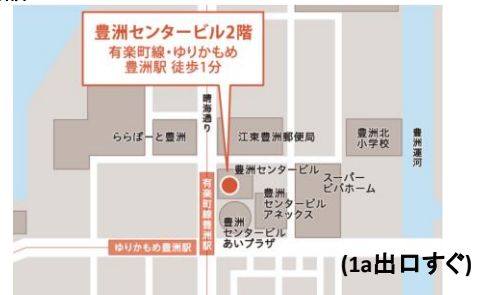 豊洲センタービル2階
有楽町線・ゆりかもめ
豊洲駅 徒歩1分
晴海通り
ららぽーと豊洲
江東豊洲郵便局
豊洲北
小学校
豊洲運河
豊洲センタービル
スーパー
ビバホーム
豊洲
センタービル
アネックス
有楽町線豊洲駅
豊洲
センタービル
あいプラザ
ゆりかもめ豊洲駅
(1a出口すぐ)